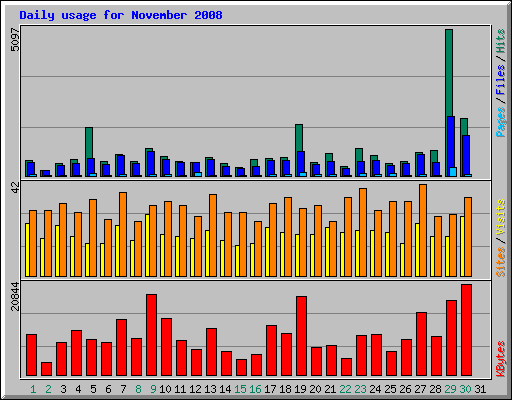 Daily usage for November 2008
5097
Pages / Files / Hits
42
Sites / Visits
20844
KBytes
1 2 3 4 5 6 7 8 9 10 11 12 13 14 15 16 17 18 19 20 21 22 23 24 25 26 27 28 29 30 31